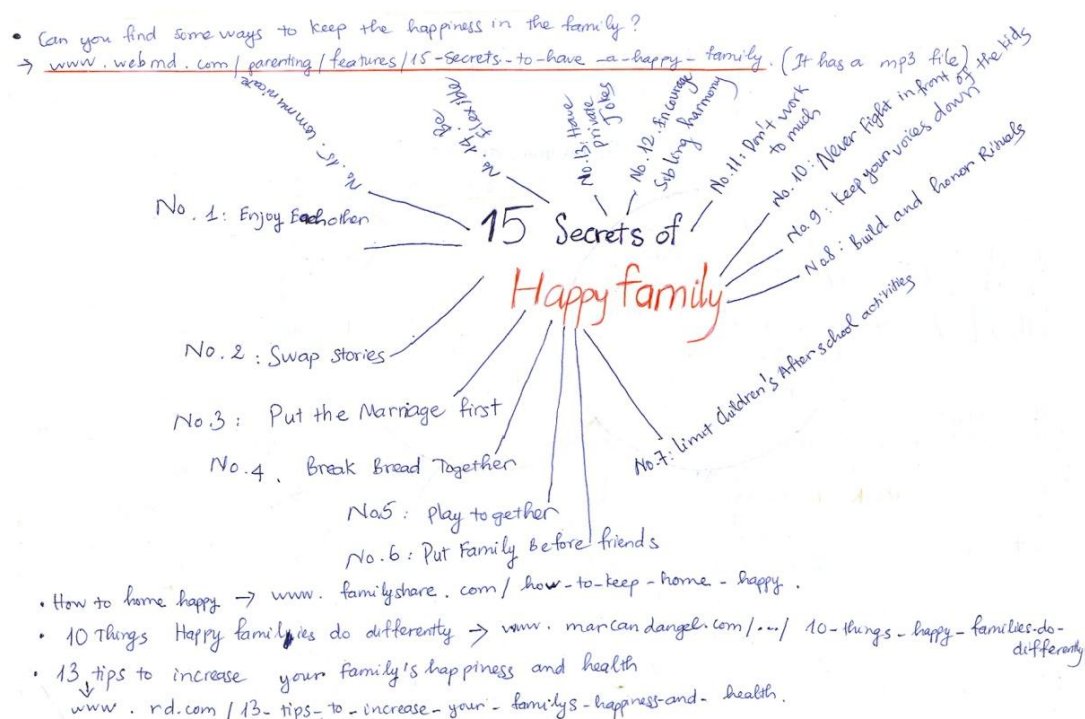 • Can you find some ways to keep the happiness in the family?
→ www.webmd.com/parenting/features/15-secrets-to-have-a-happy-family. (It has a mp3 file)
15 Secrets of
Happy family
No. 1: Enjoy Each other
No. 2: Swap stories
No. 3: Put the Marriage first
No. 4. Break Bread Together
No.5: Play together
No. 6: Put Family Before friends
No. 7: Limit Children's After school activities
No.8: Build and honor Rituals
No. 9: Keep your voices down
No. 10: Never Fight in front of the kids
No. 11: Don't work
to much
No. 12. Encourage
Sibling harmony
No. 13: Have
private
Jokes
No. 14. Be
flexible
No. 15. Communicate
• How to home happy → www.familyshare.com/how-to-keep-home-happy.
• 10 Things Happy families do differently → www.marcandangel.com/.../10-things-happy-families-do-
differently
• 13 tips to increase your family's happiness and health
www.rd.com/13-tips-to-increase-your-familys-happiness-and-health.